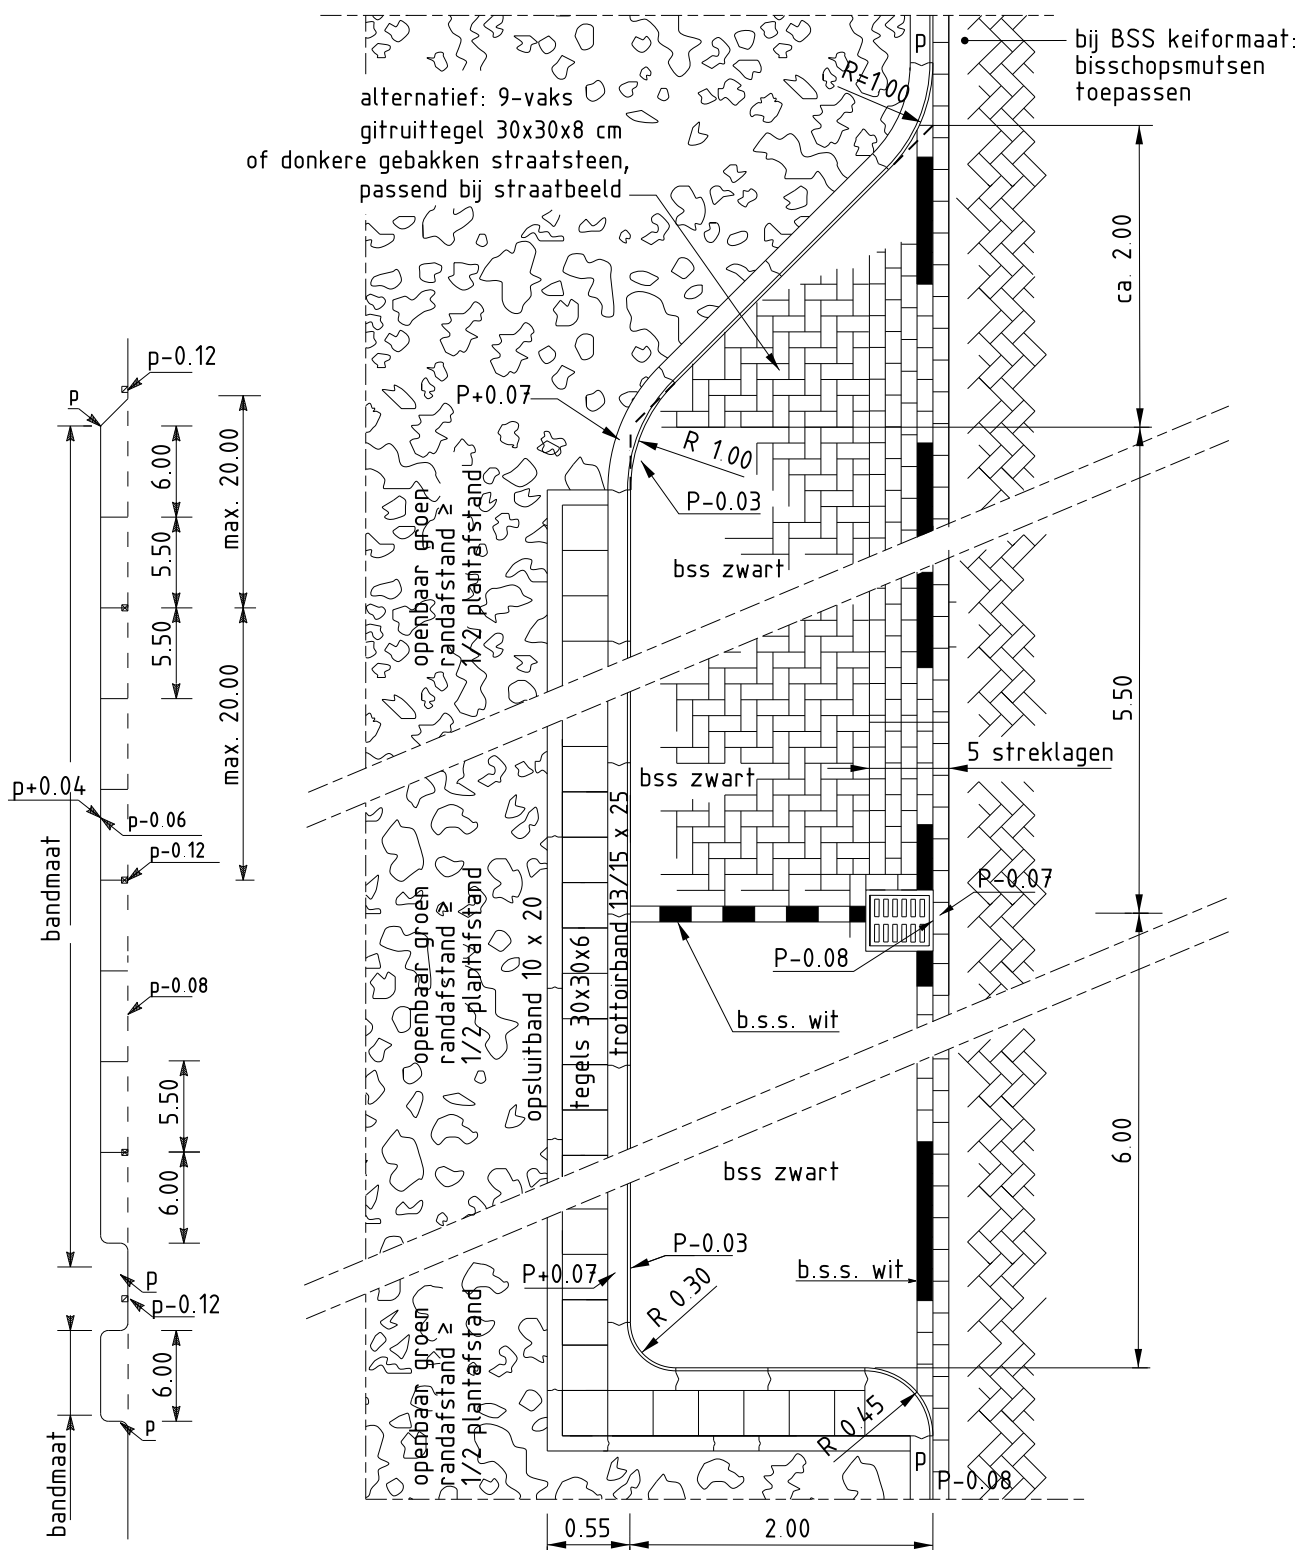 P
bij BSS keiformaat:
bisschopsmutsen
toepassen
R=1.00
alternatief: 9-vaks
gitruittegel 30x30x8 cm
of donkere gebakken straatsteen,
passend bij straatbeeld
ca. 2.00
p-0.12
p
P+0.07
R 1.00
P-0.03
6.00
max. 20.00
5.50
bss zwart
openbaar groen
randafstand ≥
1/2 plantafstand
5.50
max. 20.00
5.50
5 streklagen
bss zwart
p+0.04
p-0.06
p-0.12
bandmaat
trottoirband 13/15 x 25
P-0.07
openbaar groen
randafstand ≥
1/2 plantafstand
opsluitband 10 x 20
tegels 30x30x6
P-0.08
p-0.08
b.s.s. wit
5.50
6.00
6.00
bss zwart
P-0.03
P+0.07
b.s.s. wit
R 0.30
p
p-0.12
openbaar groen
randafstand ≥
1/2 plantafstand
6.00
R 0.45
p
P
P-0.08
bandmaat
0.55
2.00